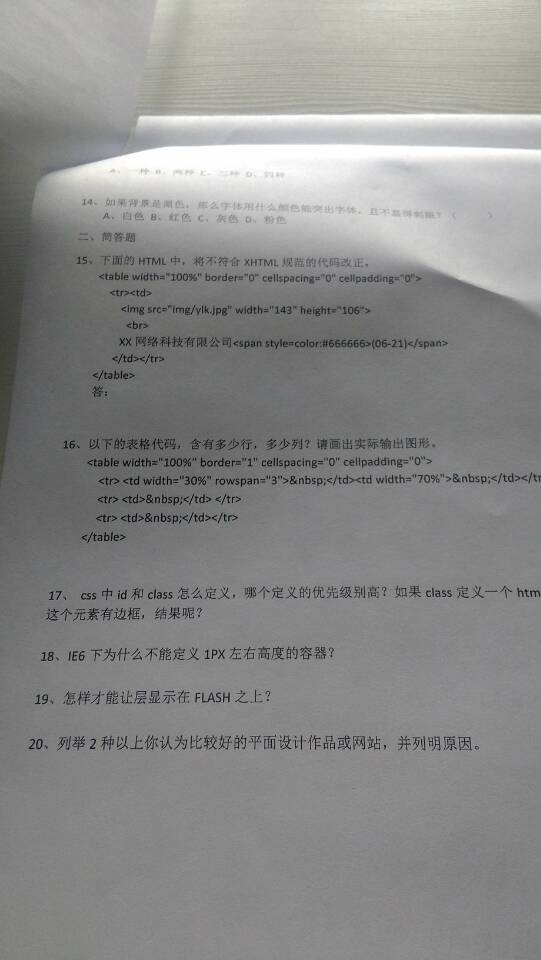 A、一种 B、两种 C、三种 D、四种
14、如果背景是黑色，那么字体用什么颜色能突出字体，且不显得刺眼？（ ）
A、白色 B、红色 C、灰色 D、粉色
二、简答题
15、下面的 HTML 中，将不符合 XHTML 规范的代码改正。
<table width="100%" border="0" cellspacing="0" cellpadding="0">
<tr><td>
<img src="img/ylk.jpg" width="143" height="106">
<br>
XX 网络科技有限公司<span style=color:#666666>(06-21)</span>
</td></tr>
</table>
答：
16、以下的表格代码，含有多少行，多少列？请画出实际输出图形。
<table width="100%" border="1" cellspacing="0" cellpadding="0">
<tr> <td width="30%" rowspan="3">&nbsp;</td><td width="70%">&nbsp;</td></tr
<tr> <td>&nbsp;</td> </tr>
<tr> <td>&nbsp;</td></tr>
</table>
17、 css 中 id 和 class 怎么定义，哪个定义的优先级别高？如果 class 定义一个 htm
这个元素有边框，结果呢？
18、IE6 下为什么不能定义 1PX 左右高度的容器？
19、怎样才能让层显示在 FLASH 之上？
20、列举 2 种以上你认为比较好的平面设计作品或网站，并列明原因。